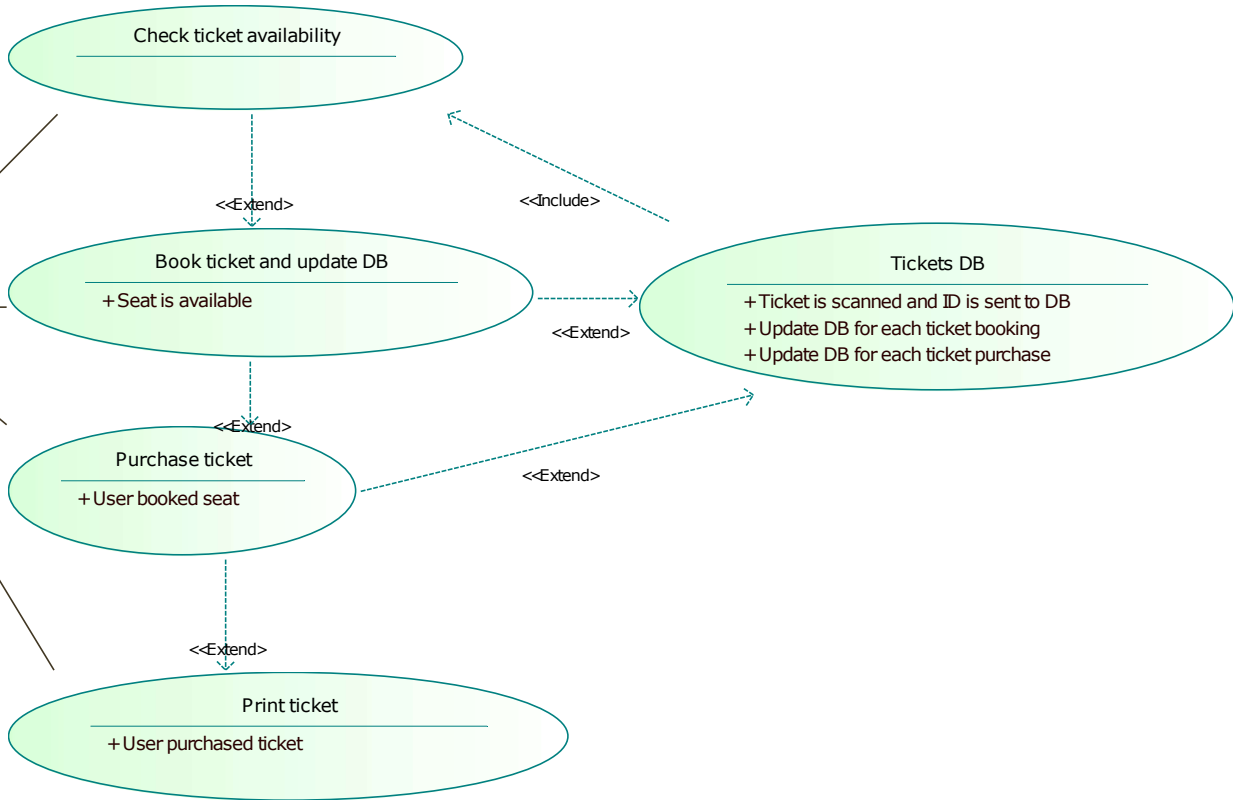 Check ticket availability
<<Extend>
<<Include>
Book ticket and update DB
+ Seat is available
<<Extend>
Tickets DB
+ Ticket is scanned and ID is sent to DB
+ Update DB for each ticket booking
+ Update DB for each ticket purchase
<<Extend>
Purchase ticket
+ User booked seat
<<Extend>
<<Extend>
Print ticket
+ User purchased ticket